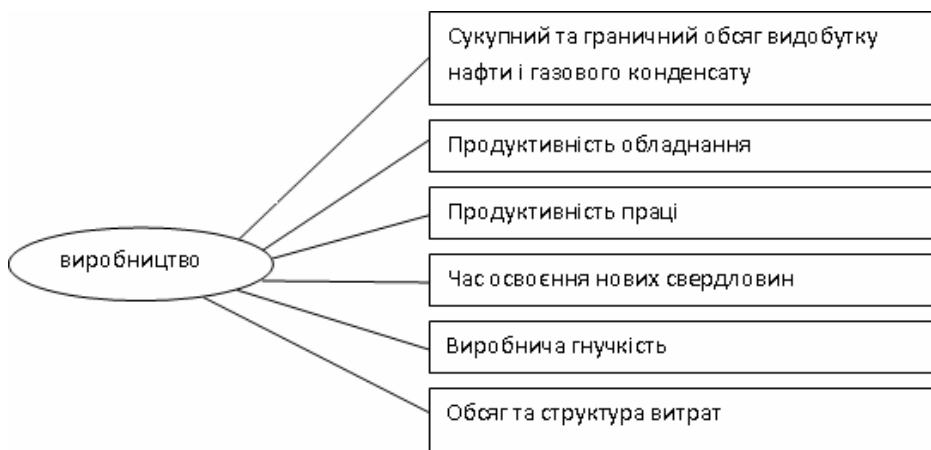 Сукупний та граничний обсяг видобутку
нафти і газового конденсату
Продуктивність обладнання
Продуктивність праці
виробництво
Час освоєння нових свердловин
Виробнича гнучкість
Обсяг та структура витрат